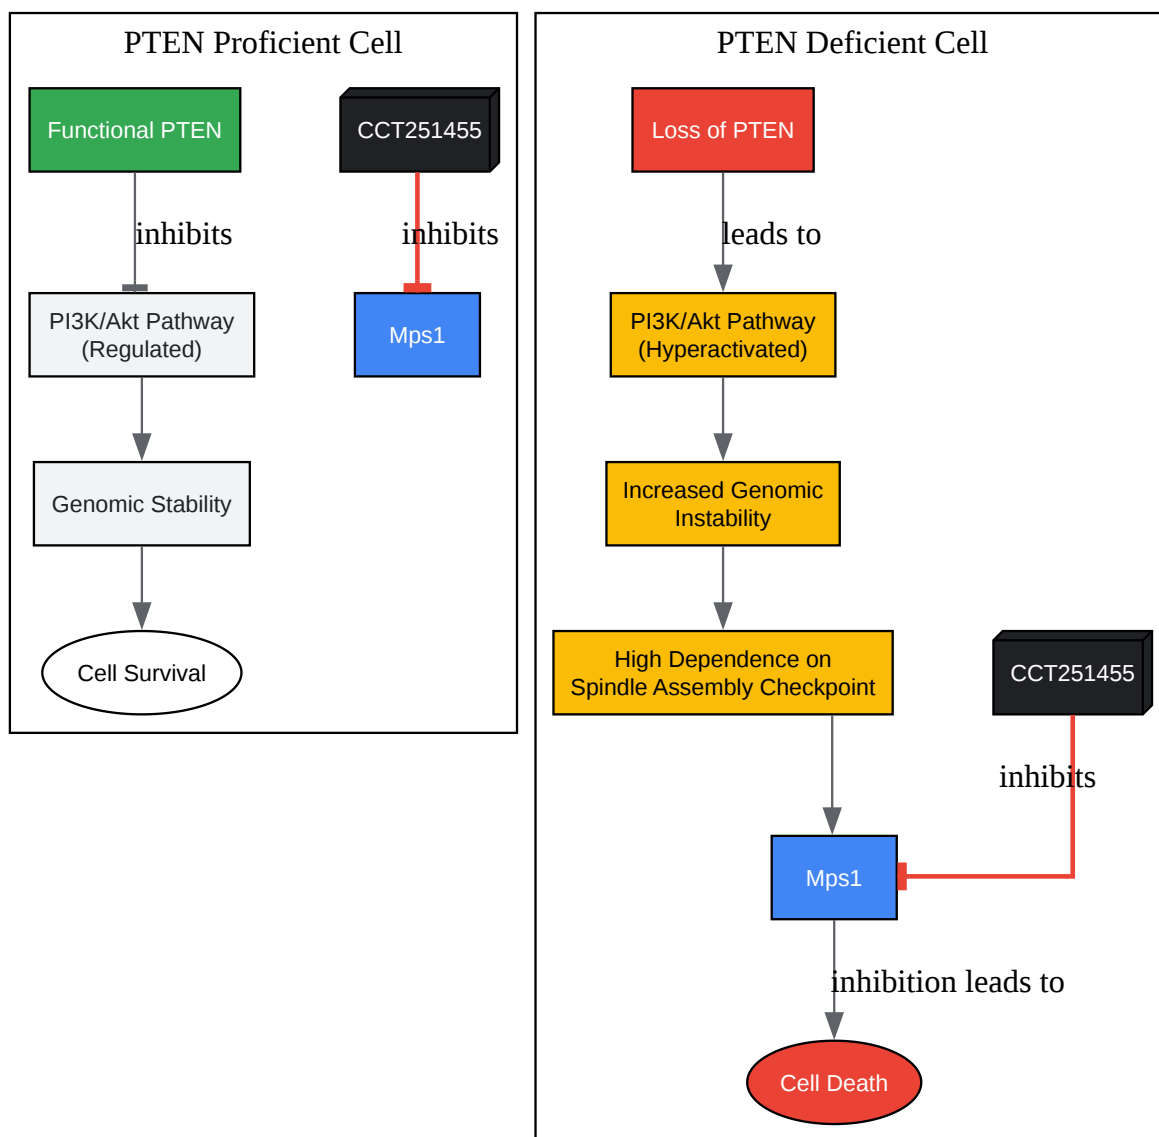 PTEN Proficient Cell
Functional PTEN
CCT251455
inhibits
inhibits
PI3K/Akt Pathway
(Regulated)
Mps1
Genomic Stability
Cell Survival
PTEN Deficient Cell
Loss of PTEN
leads to
PI3K/Akt Pathway
(Hyperactivated)
Increased Genomic
Instability
High Dependence on
Spindle Assembly Checkpoint
CCT251455
inhibits
Mps1
inhibition leads to
Cell Death